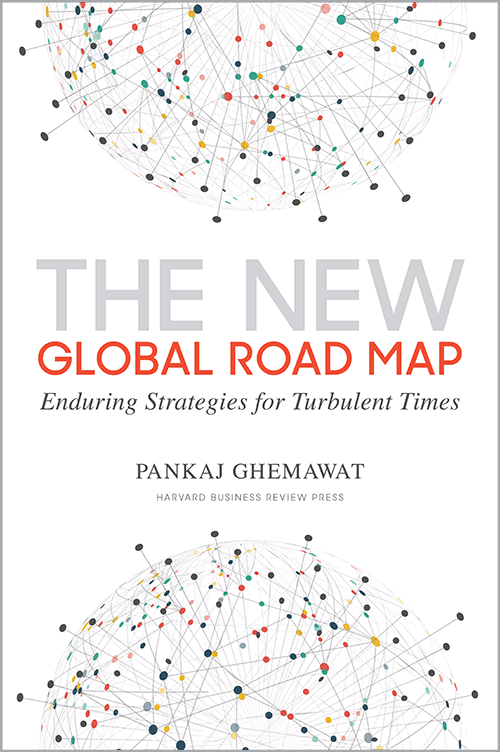 THE NEW
GLOBAL ROAD MAP
Enduring Strategies for Turbulent Times
PANKAJ GHEMAWAT
HARVARD BUSINESS REVIEW PRESS